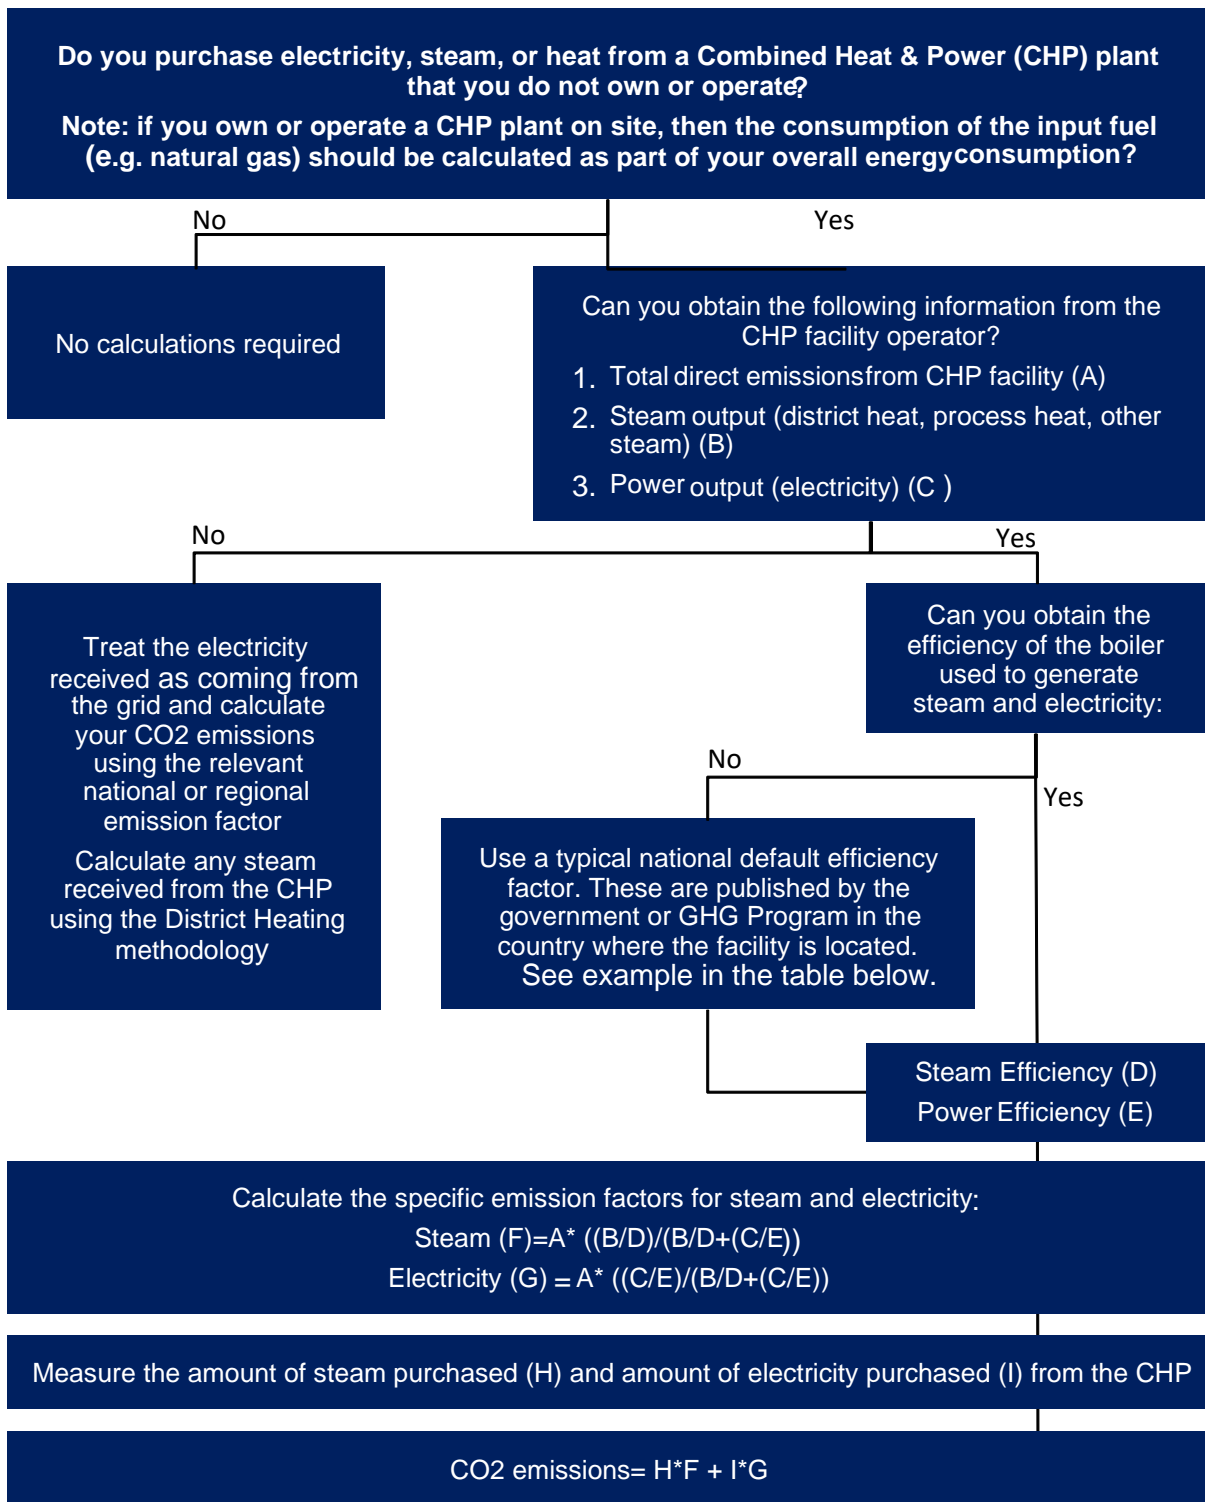 Do you purchase electricity, steam, or heat from a Combined Heat & Power (CHP) plant
that you do not own or operate?
Note: if you own or operate a CHP plant on site, then the consumption of the input fuel
(e.g. natural gas) should be calculated as part of your overall energy consumption?
No
Yes
No calculations required
Can you obtain the following information from the
CHP facility operator?
1. Total direct emissions from CHP facility (A)
2. Steam output (district heat, process heat, other
steam) (B)
3. Power output (electricity) (C )
No
Yes
Treat the electricity
received as coming from
the grid and calculate
your CO2 emissions
using the relevant
national or regional
emission factor
Calculate any steam
received from the CHP
using the District Heating
methodology
Can you obtain the
efficiency of the boiler
used to generate
steam and electricity:
No
Yes
Use a typical national default efficiency
factor. These are published by the
government or GHG Program in the
country where the facility is located.
See example in the table below.
Steam Efficiency (D)
Power Efficiency (E)
Calculate the specific emission factors for steam and electricity:
Steam (F)=A* ((B/D)/(B/D+(C/E))
Electricity (G) = A* ((C/E)/(B/D+(C/E))
Measure the amount of steam purchased (H) and amount of electricity purchased (I) from the CHP
CO2 emissions= H*F + I*G